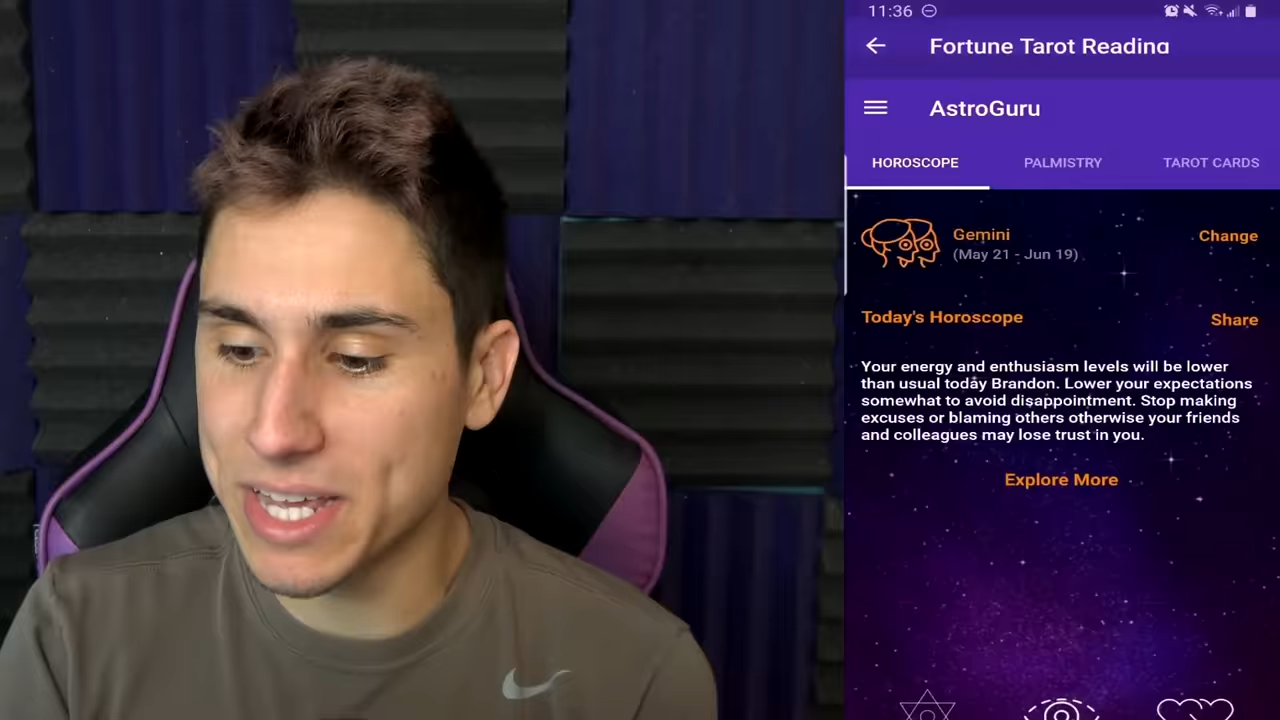 11:36
Fortune Tarot Reading
AstroGuru
HOROSCOPE PALMISTRY TAROT CARDS
Gemini
Change
(May 21 - Jun 19)
Today's Horoscope
Share
Your energy and enthusiasm levels will be lower
than usual today Brandon. Lower your expectations
somewhat to avoid disappointment. Stop making
excuses or blaming others otherwise your friends
and colleagues may lose trust in you.
Explore More